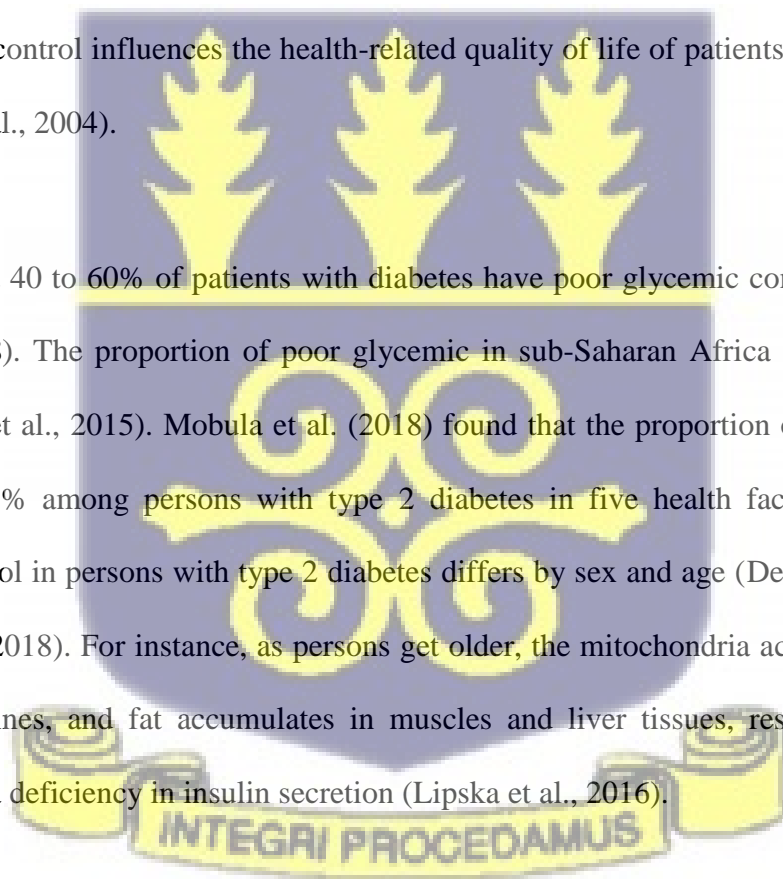 control influences the health-related quality of life of patients
al., 2004).
40 to 60% of patients with diabetes have poor glycemic con
). The proportion of poor glycemic in sub-Saharan Africa
et al., 2015). Mobula et al. (2018) found that the proportion
% among persons with type 2 diabetes in five health fac
ol in persons with type 2 diabetes differs by sex and age (De
2018). For instance, as persons get older, the mitochondria ac
ines, and fat accumulates in muscles and liver tissues, res
deficiency in insulin secretion (Lipska et al., 2016).
INTEGRI PROCEDAMUS